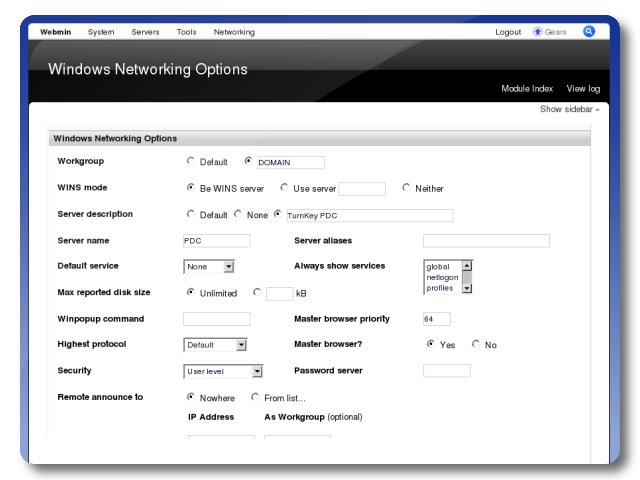 Webmin System Servers Tools Networking Logout Gears
Windows Networking Options
Module Index View log
Show sidebar »
Windows Networking Options
Workgroup Default DOMAIN
WINS mode Be WINS server Use server Neither
Server description Default None TurnKey PDC
Server name PDC Server aliases
Default service None Always show services global
netlogon
profiles
Max reported disk size Unlimited kB
Winpopup command Master browser priority 64
Highest protocol Default Master browser? Yes No
Security User level Password server
Remote announce to Nowhere From list...
IP Address As Workgroup (optional)